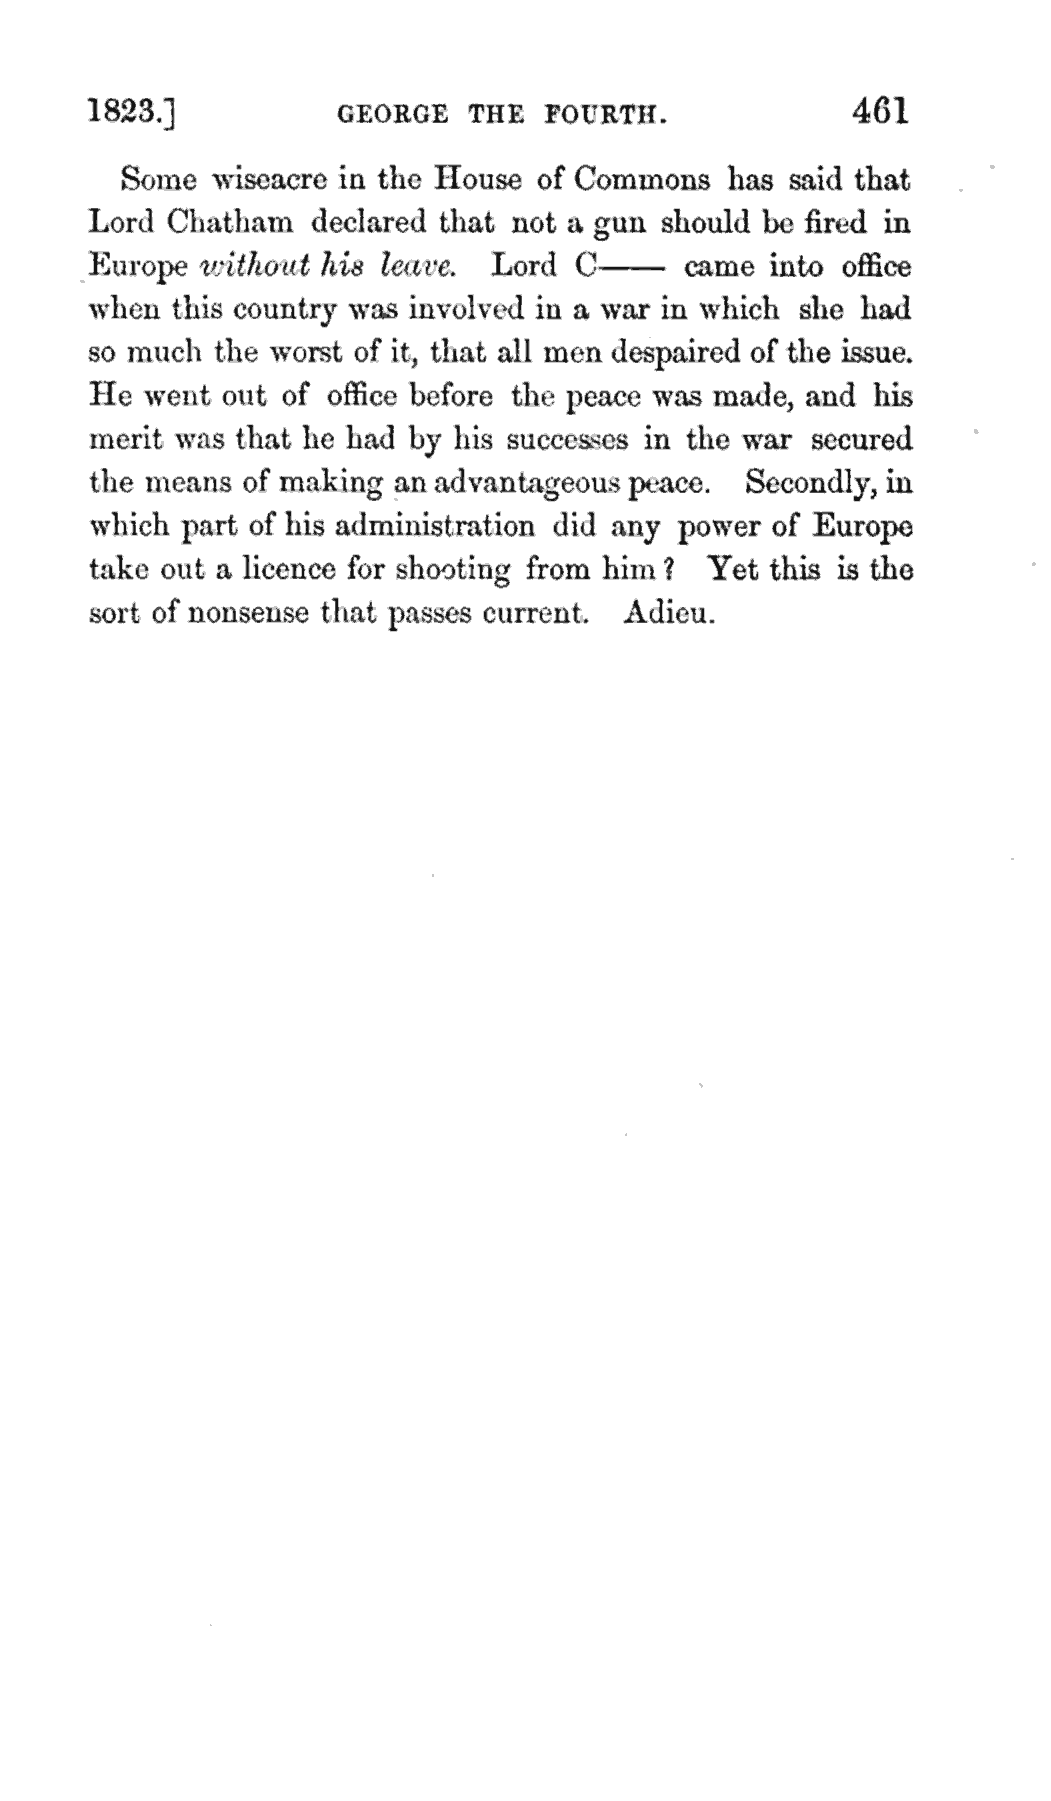 1823.] GEORGE THE FOURTH. 461
Some wiseacre in the House of Commons has said that
Lord Chatham declared that not a gun should be fired in
Europe without his leave. Lord C—— came into office
when this country was involved in a war in which she had
so much the worst of it, that all men despaired of the issue.
He went out of office before the peace was made, and his
merit was that he had by his successes in the war secured
the means of making an advantageous peace. Secondly, in
which part of his administration did any power of Europe
take out a licence for shooting from him? Yet this is the
sort of nonsense that passes current. Adieu.